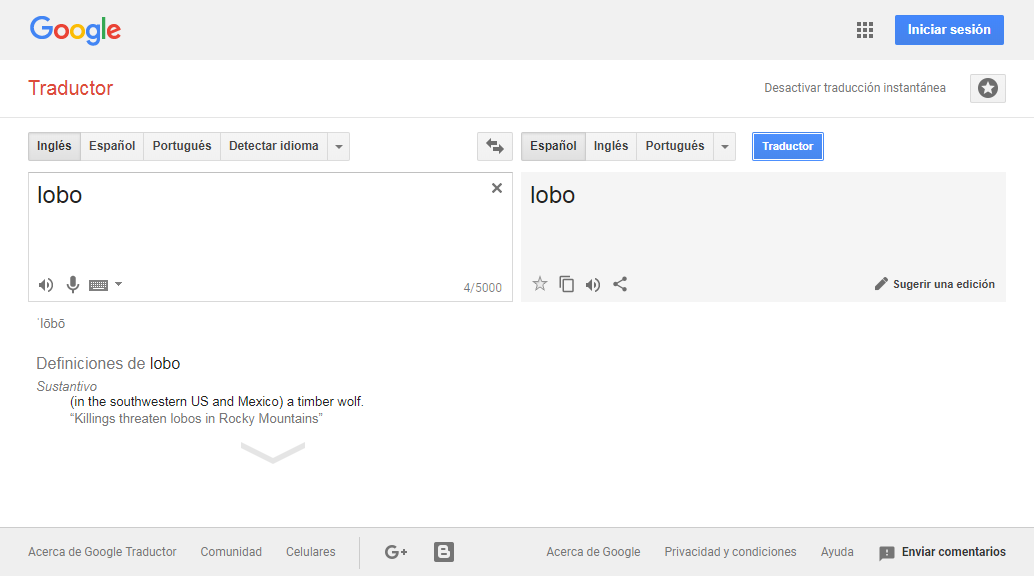 Google
Iniciar sesión
Traductor
Desactivar traducción instantánea
Inglés Español Portugués Detectar idioma
Español Inglés Portugués
Traductor
lobo
4/5000
lobo
Sugerir una edición
ˈlōbō
Definiciones de lobo
Sustantivo
(in the southwestern US and Mexico) a timber wolf.
“Killings threaten lobos in Rocky Mountains”
Acerca de Google Traductor Comunidad Celulares G+ B Acerca de Google Privacidad y condiciones Ayuda Enviar comentarios